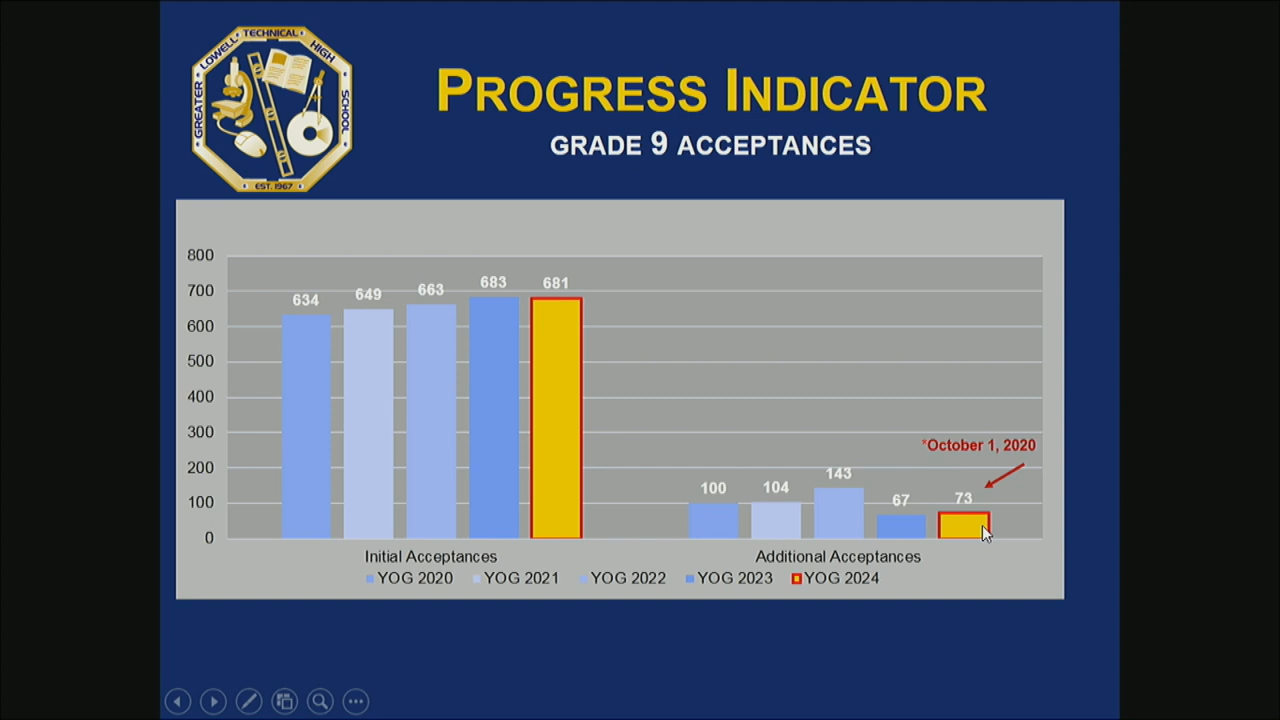 GREATER LOWELL TECHNICAL HIGH SCHOOL
EST. 1967
PROGRESS INDICATOR
GRADE 9 ACCEPTANCES
800
700
600
500
400
300
200
100
0
634
649
663
683
681
100
104
143
67
73
*October 1, 2020
Initial Acceptances
Additional Acceptances
YOG 2020 YOG 2021 YOG 2022 YOG 2023 YOG 2024